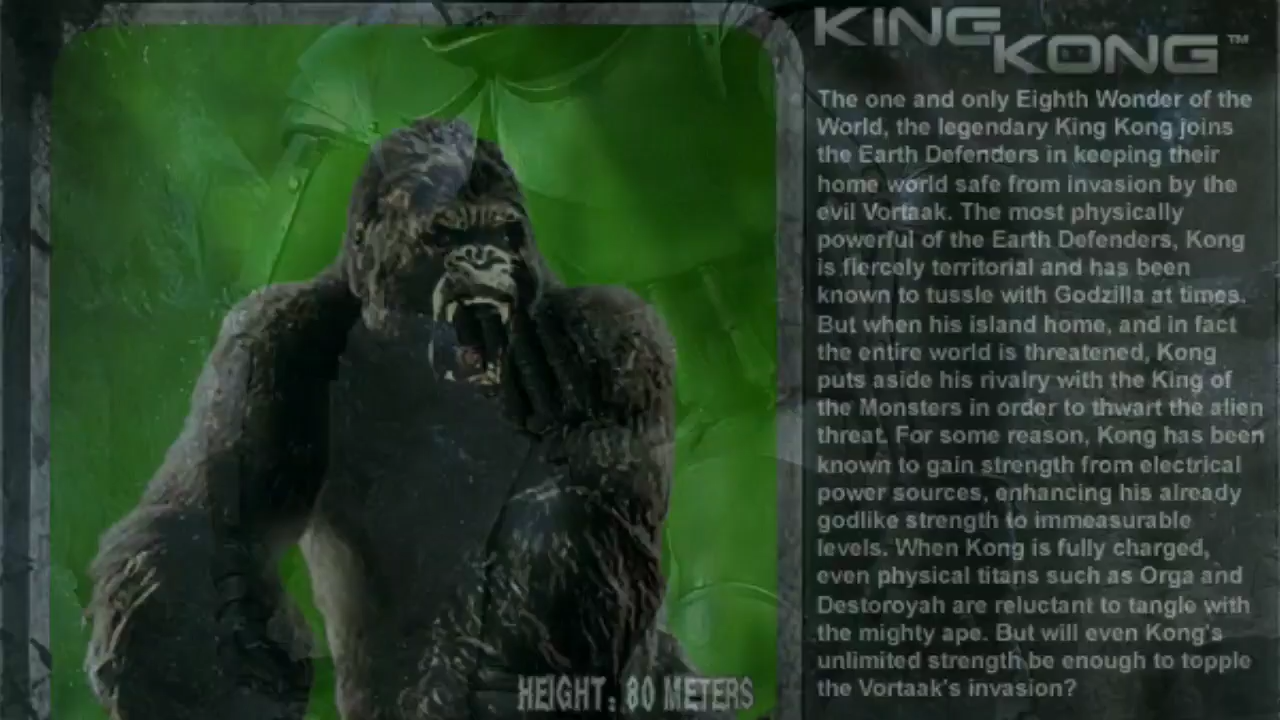 KING
KONG™
The one and only Eighth Wonder of the
World, the legendary King Kong joins
the Earth Defenders in keeping their
home world safe from invasion by the
evil Vortaak. The most physically
powerful of the Earth Defenders, Kong
is fiercely territorial and has been
known to tussle with Godzilla at times.
But when his island home, and in fact
the entire world is threatened, Kong
puts aside his rivalry with the King of
the Monsters in order to thwart the alien
threat. For some reason, Kong has been
known to gain strength from electrical
power sources, enhancing his already
godlike strength to immeasurable
levels. When Kong is fully charged,
even physical titans such as Orga and
Destoroyah are reluctant to tangle with
the mighty ape. But will even Kong's
unlimited strength be enough to topple
the Vortaak's invasion?
HEIGHT: 80 METERS